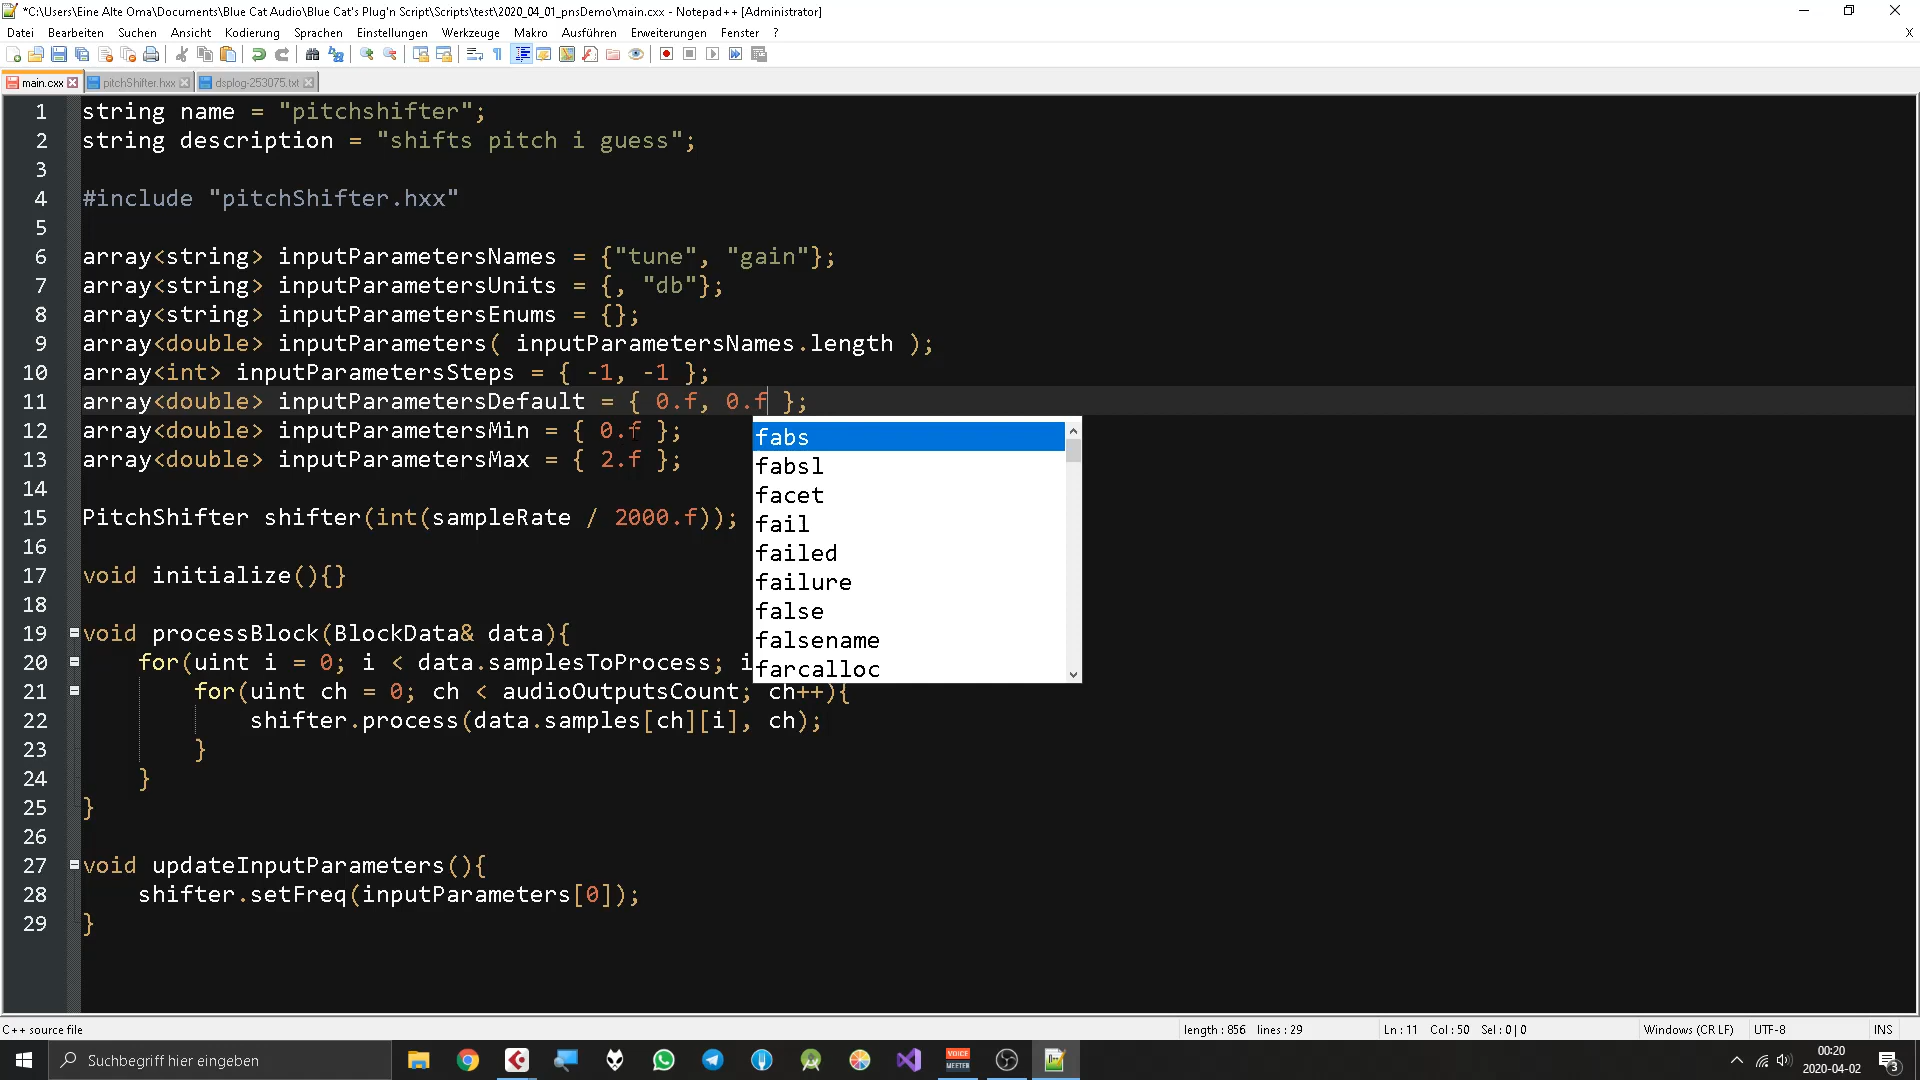 *C:\Users\Eine Alte Oma\Documents\Blue Cat Audio\Blue Cat's Plug'n Script\Scripts\test\2020_04_01_pnsDemo\main.cxx - Notepad++ [Administrator]
Datei Bearbeiten Suchen Ansicht Kodierung Sprachen Einstellungen Werkzeuge Makro Ausführen Erweiterungen Fenster ? X
main.cxx pitchShifter.hxx dsplog-253075.txt
1 string name = "pitchshifter";
2 string description = "shifts pitch i guess";
3
4 #include "pitchShifter.hxx"
5
6 array<string> inputParametersNames = {"tune", "gain"};
7 array<string> inputParametersUnits = {, "db"};
8 array<string> inputParametersEnums = {};
9 array<double> inputParameters( inputParametersNames.length );
10 array<int> inputParametersSteps = { -1, -1 };
11 array<double> inputParametersDefault = { 0.f, 0.f };
12 array<double> inputParametersMin = { 0.f };
13 array<double> inputParametersMax = { 2.f };
14
15 PitchShifter shifter(int(sampleRate / 2000.f));
16
17 void initialize(){}
18
19 void processBlock(BlockData& data){
20 for(uint i = 0; i < data.samplesToProcess; i
21 for(uint ch = 0; ch < audioOutputsCount; ch++){
22 shifter.process(data.samples[ch][i], ch);
23 }
24 }
25 }
26
27 void updateInputParameters(){
28 shifter.setFreq(inputParameters[0]);
29 }
fabs
fabsl
facet
fail
failed
failure
false
falsename
farcalloc
C++ source file length : 856 lines : 29 Ln : 11 Col : 50 Sel : 0 | 0 Windows (CR LF) UTF-8 INS
Suchbegriff hier eingeben
VOICE MEETER
00:20
2020-04-02
3